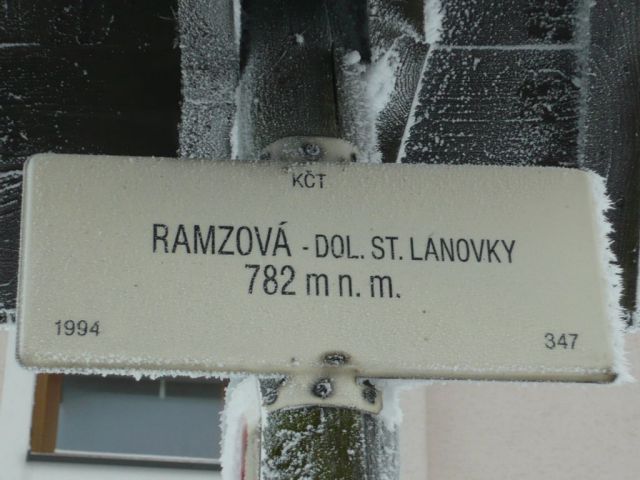 KČT
RAMZOVÁ - DOL. ST. LANOVKY
782 m n. m.
1994
347